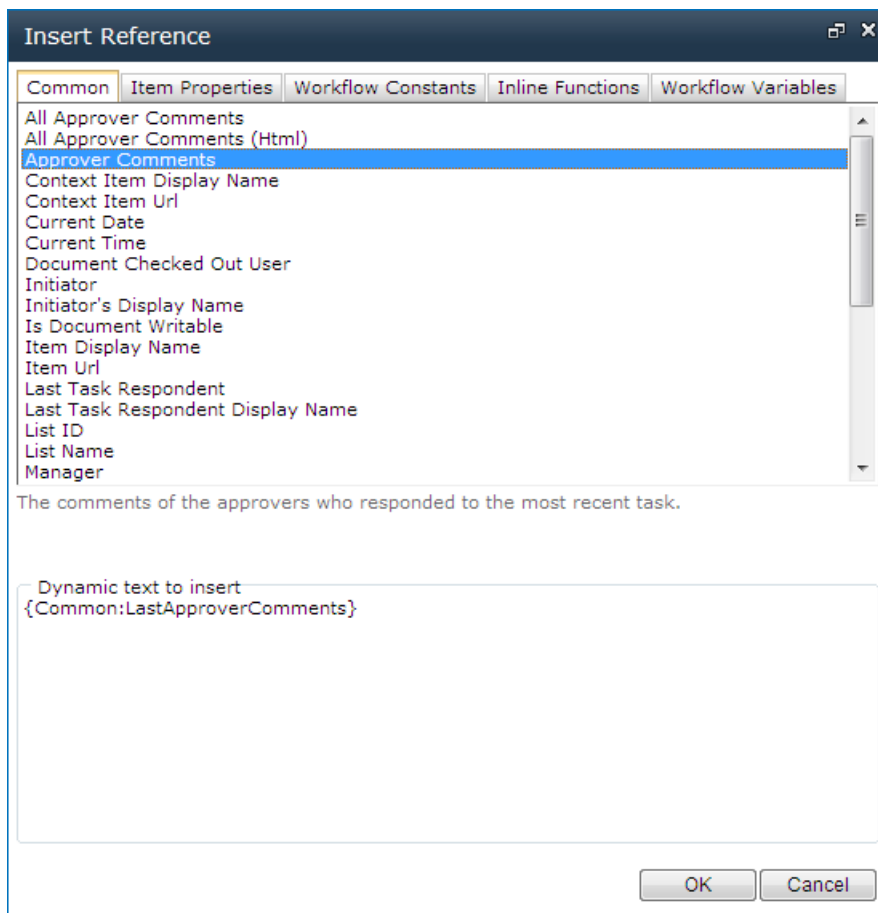 Insert Reference
Common Item Properties Workflow Constants Inline Functions Workflow Variables
All Approver Comments
All Approver Comments (Html)
Approver Comments
Context Item Display Name
Context Item Url
Current Date
Current Time
Document Checked Out User
Initiator
Initiator's Display Name
Is Document Writable
Item Display Name
Item Url
Last Task Respondent
Last Task Respondent Display Name
List ID
List Name
Manager
The comments of the approvers who responded to the most recent task.
Dynamic text to insert
{Common:LastApproverComments}
OK Cancel